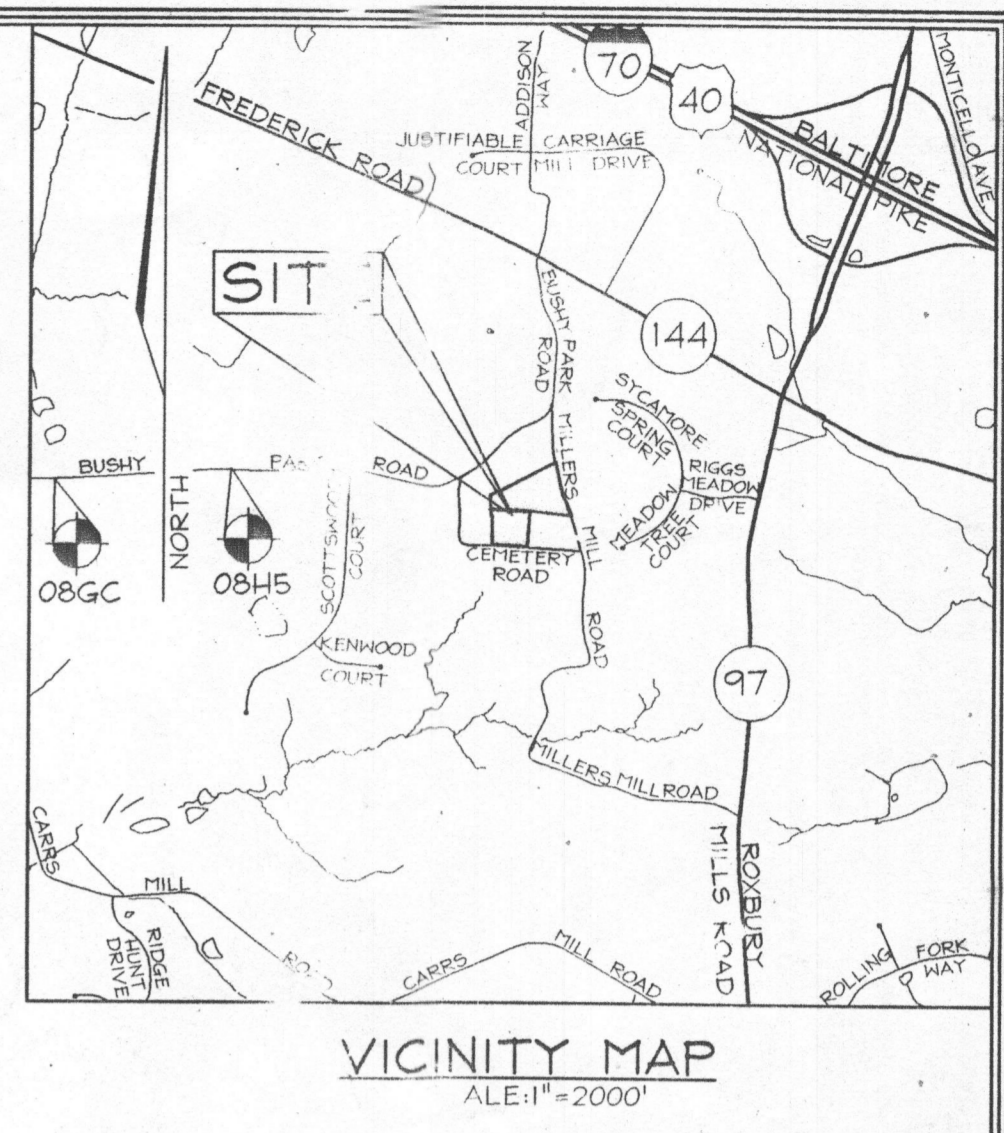 70
40
ADDISON
WAY
MONTICELLO AVE.
FREDERICK ROAD
JUSTIFIABLE
COURT
CARRIAGE
MILL DRIVE
BALTIMORE
NATIONAL PIKE
SIT
BUSHY PARK
ROAD
144
SYCAMORE
SPRING
COURT
MILLERS
MILL
ROAD
RIGGS
MEADOW
DRIVE
BUSHY
ROAD
MEADOW
TREE
COURT
NORTH
08GC
08H5
SCOTTSWOOD
COURT
CEMETERY
ROAD
KENWOOD
COURT
97
MILLERS MILL ROAD
CARRS
MILL
ROXBURY
MILLS ROAD
RIDGE
HUNT
DRIVE
CARRS
MILL ROAD
ROLLING
FORK
WAY
VICINITY MAP
ALE:1"=2000'